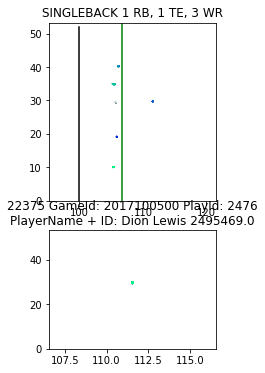 SINGLEBACK 1 RB, 1 TE, 3 WR
50
40
30
20
10
0
100 110 120
22375 GameId: 2017100500 PlayId: 2476
PlayerName + ID: Dion Lewis 2495469.0
40
20
0
107.5 110.0 112.5 115.0